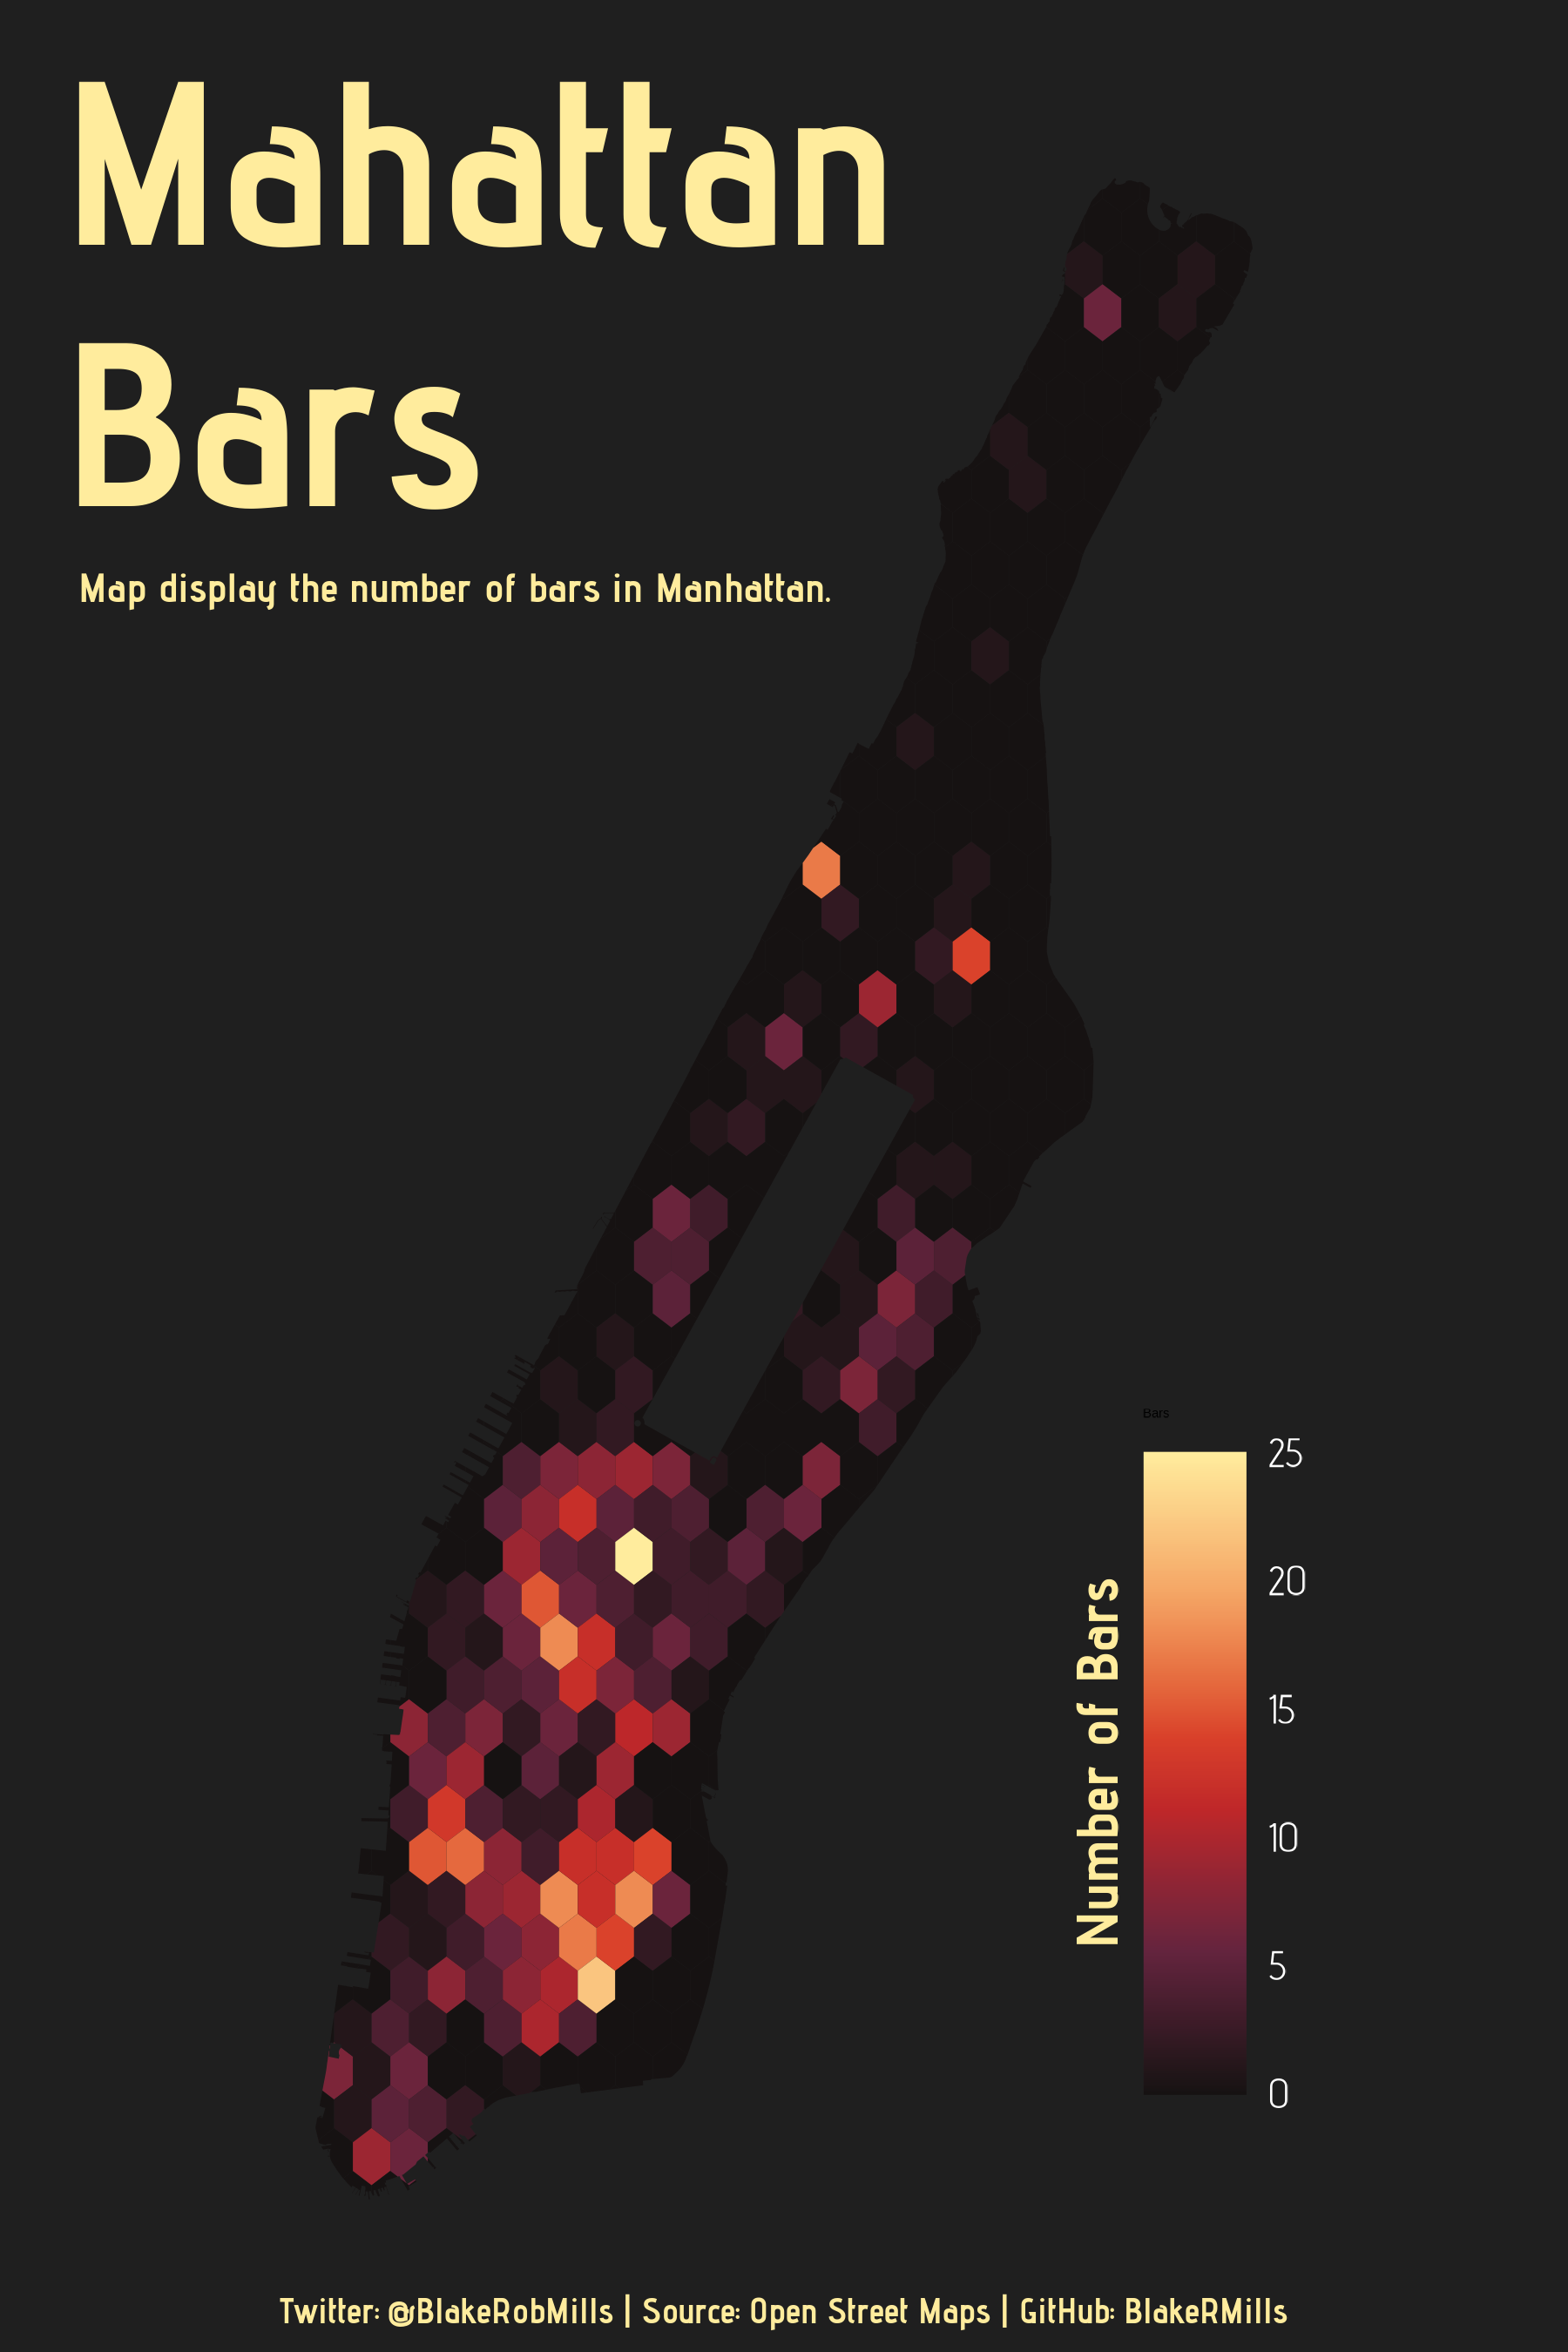 Mahattan
Bars
Map display the number of bars in Manhattan.
Bars
25
20
15
10
5
0
Number of Bars
Twitter: @BlakeRobMills | Source: Open Street Maps | GitHub: BlakeRMills